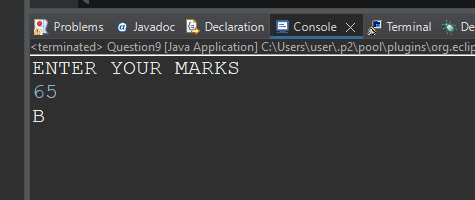 Problems @ Javadoc Declaration Console Terminal De
<terminated> Question9 [Java Application] C:\Users\user\.p2\pool\plugins\org.eclip
ENTER YOUR MARKS
65
B